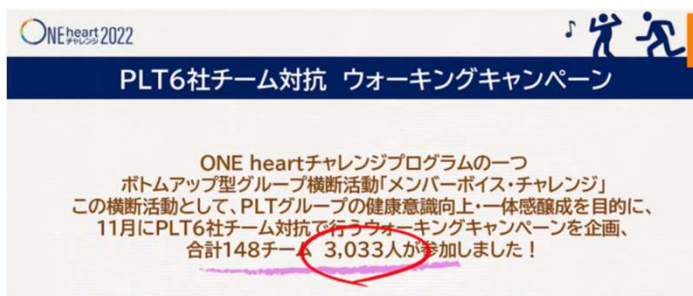 ONE heart チャレンジ 2022
PLT6社チーム対抗 ウォーキングキャンペーン
ONE heartチャレンジプログラムの一つ
ボトムアップ型グループ横断活動「メンバーボイス・チャレンジ」
この横断活動として、PLTグループの健康意識向上・一体感醸成を目的に、
11月にPLT6社チーム対抗で行うウォーキングキャンペーンを企画、
合計148チーム 3,033人が参加しました！